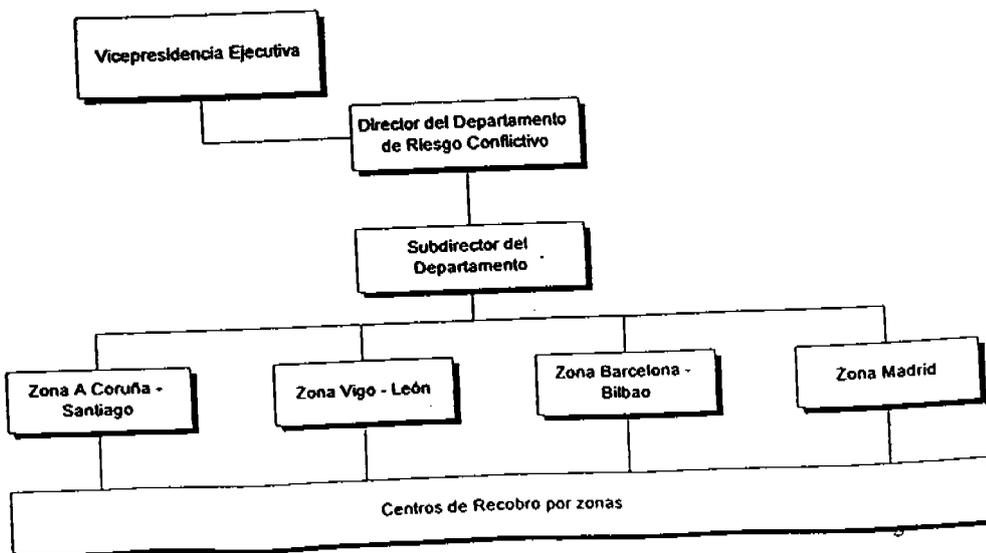 Vicepresidencia Ejecutiva
Director del Departamento
de Riesgo Conflictivo
Subdirector del
Departamento
Zona A Coruña -
Santiago
Zona Vigo - León
Zona Barcelona -
Bilbao
Zona Madrid
Centros de Recobro por zonas